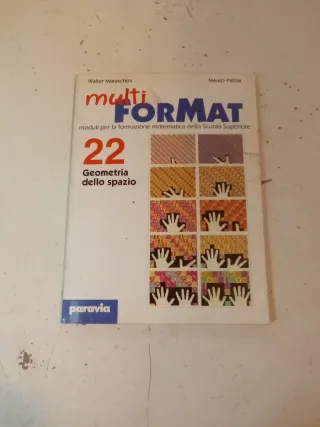 Walter Maraschini Mauro Palma
multi
FORMAT
moduli per la formazione matematica nella Scuola Superiore
22
Geometria
dello spazio
paravia